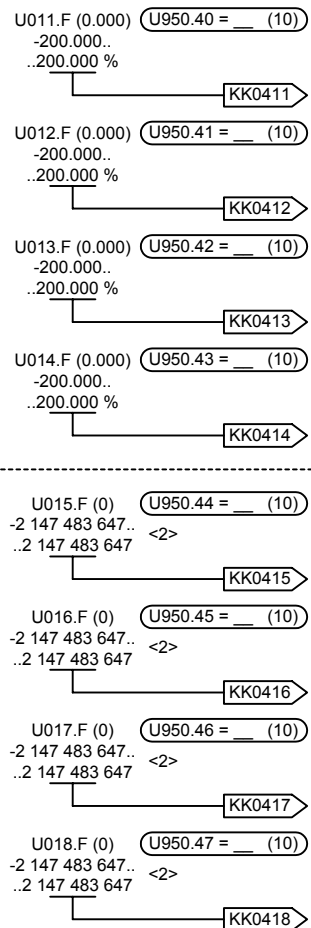 U011.F (0.000) U950.40 = __ (10)
-200.000..
..200.000 %
KK0411
U012.F (0.000) U950.41 = __ (10)
-200.000..
..200.000 %
KK0412
U013.F (0.000) U950.42 = __ (10)
-200.000..
..200.000 %
KK0413
U014.F (0.000) U950.43 = __ (10)
-200.000..
..200.000 %
KK0414
U015.F (0) U950.44 = __ (10)
-2 147 483 647.. <2>
..2 147 483 647
KK0415
U016.F (0) U950.45 = __ (10)
-2 147 483 647.. <2>
..2 147 483 647
KK0416
U017.F (0) U950.46 = __ (10)
-2 147 483 647.. <2>
..2 147 483 647
KK0417
U018.F (0) U950.47 = __ (10)
-2 147 483 647.. <2>
..2 147 483 647
KK0418